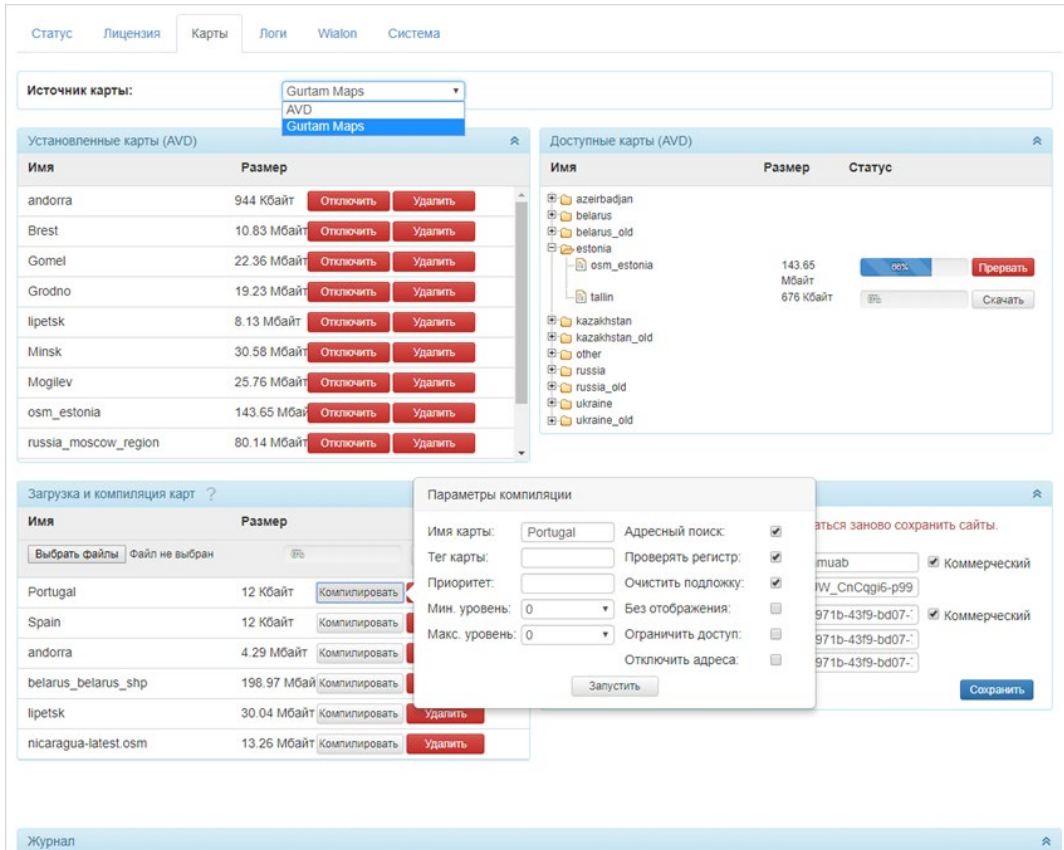 Статус Лицензия Карты Логи Wialon Система
Источник карты: Gurtam Maps
AVD
Gurtam Maps
Установленные карты (AVD)
Имя Размер
andorra 944 Кбайт Отключить Удалить
Brest 10.83 Мбайт Отключить Удалить
Gomel 22.36 Мбайт Отключить Удалить
Grodno 19.23 Мбайт Отключить Удалить
lipetsk 8.13 Мбайт Отключить Удалить
Minsk 30.58 Мбайт Отключить Удалить
Mogilev 25.76 Мбайт Отключить Удалить
osm_estonia 143.65 Мбай Отключить Удалить
russia_moscow_region 80.14 Мбайт Отключить Удалить
Доступные карты (AVD)
Имя Размер Статус
azeirbadjan
belarus
belarus_old
estonia
osm_estonia 143.65 Мбайт 66% Прервать
tallin 676 Кбайт 0% Скачать
kazakhstan
kazakhstan_old
other
russia
russia_old
ukraine
ukraine_old
Загрузка и компиляция карт ?
Имя Размер
Выбрать файлы Файл не выбран 0%
Portugal 12 Кбайт Компилировать
Spain 12 Кбайт Компилировать
andorra 4.29 Мбайт Компилировать
belarus_belarus_shp 198.97 Мбай Компилировать
lipetsk 30.04 Мбайт Компилировать Удалить
nicaragua-latest.osm 13.26 Мбайт Компилировать Удалить
Параметры компиляции
Имя карты: Portugal Адресный поиск:
Тег карты: Проверять регистр:
Приоритет: Очистить подложку:
Мин. уровень: 0 Без отображения:
Макс. уровень: 0 Ограничить доступ:
Отключить адреса:
Запустить
аться заново сохранить сайты.
muab Коммерческий
JW_CnCqgi6-p99
971b-43f9-bd07- Коммерческий
971b-43f9-bd07-
971b-43f9-bd07-
Сохранить
Журнал